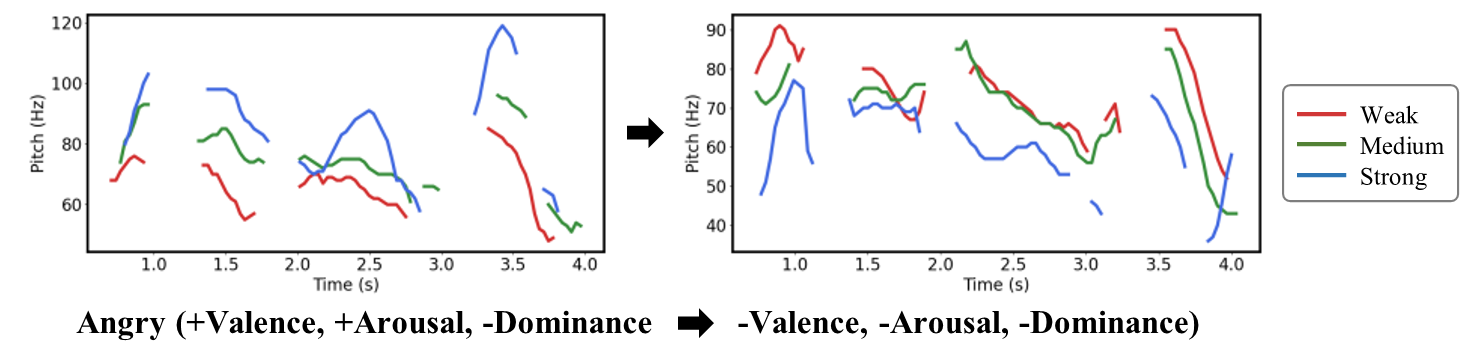 120
100
80
60
Pitch (Hz)
1.0 1.5 2.0 2.5 3.0 3.5 4.0
Time (s)
90
80
70
60
50
40
Pitch (Hz)
1.0 1.5 2.0 2.5 3.0 3.5 4.0
Time (s)
Weak
Medium
Strong
Angry (+Valence, +Arousal, -Dominance -Valence, -Arousal, -Dominance)